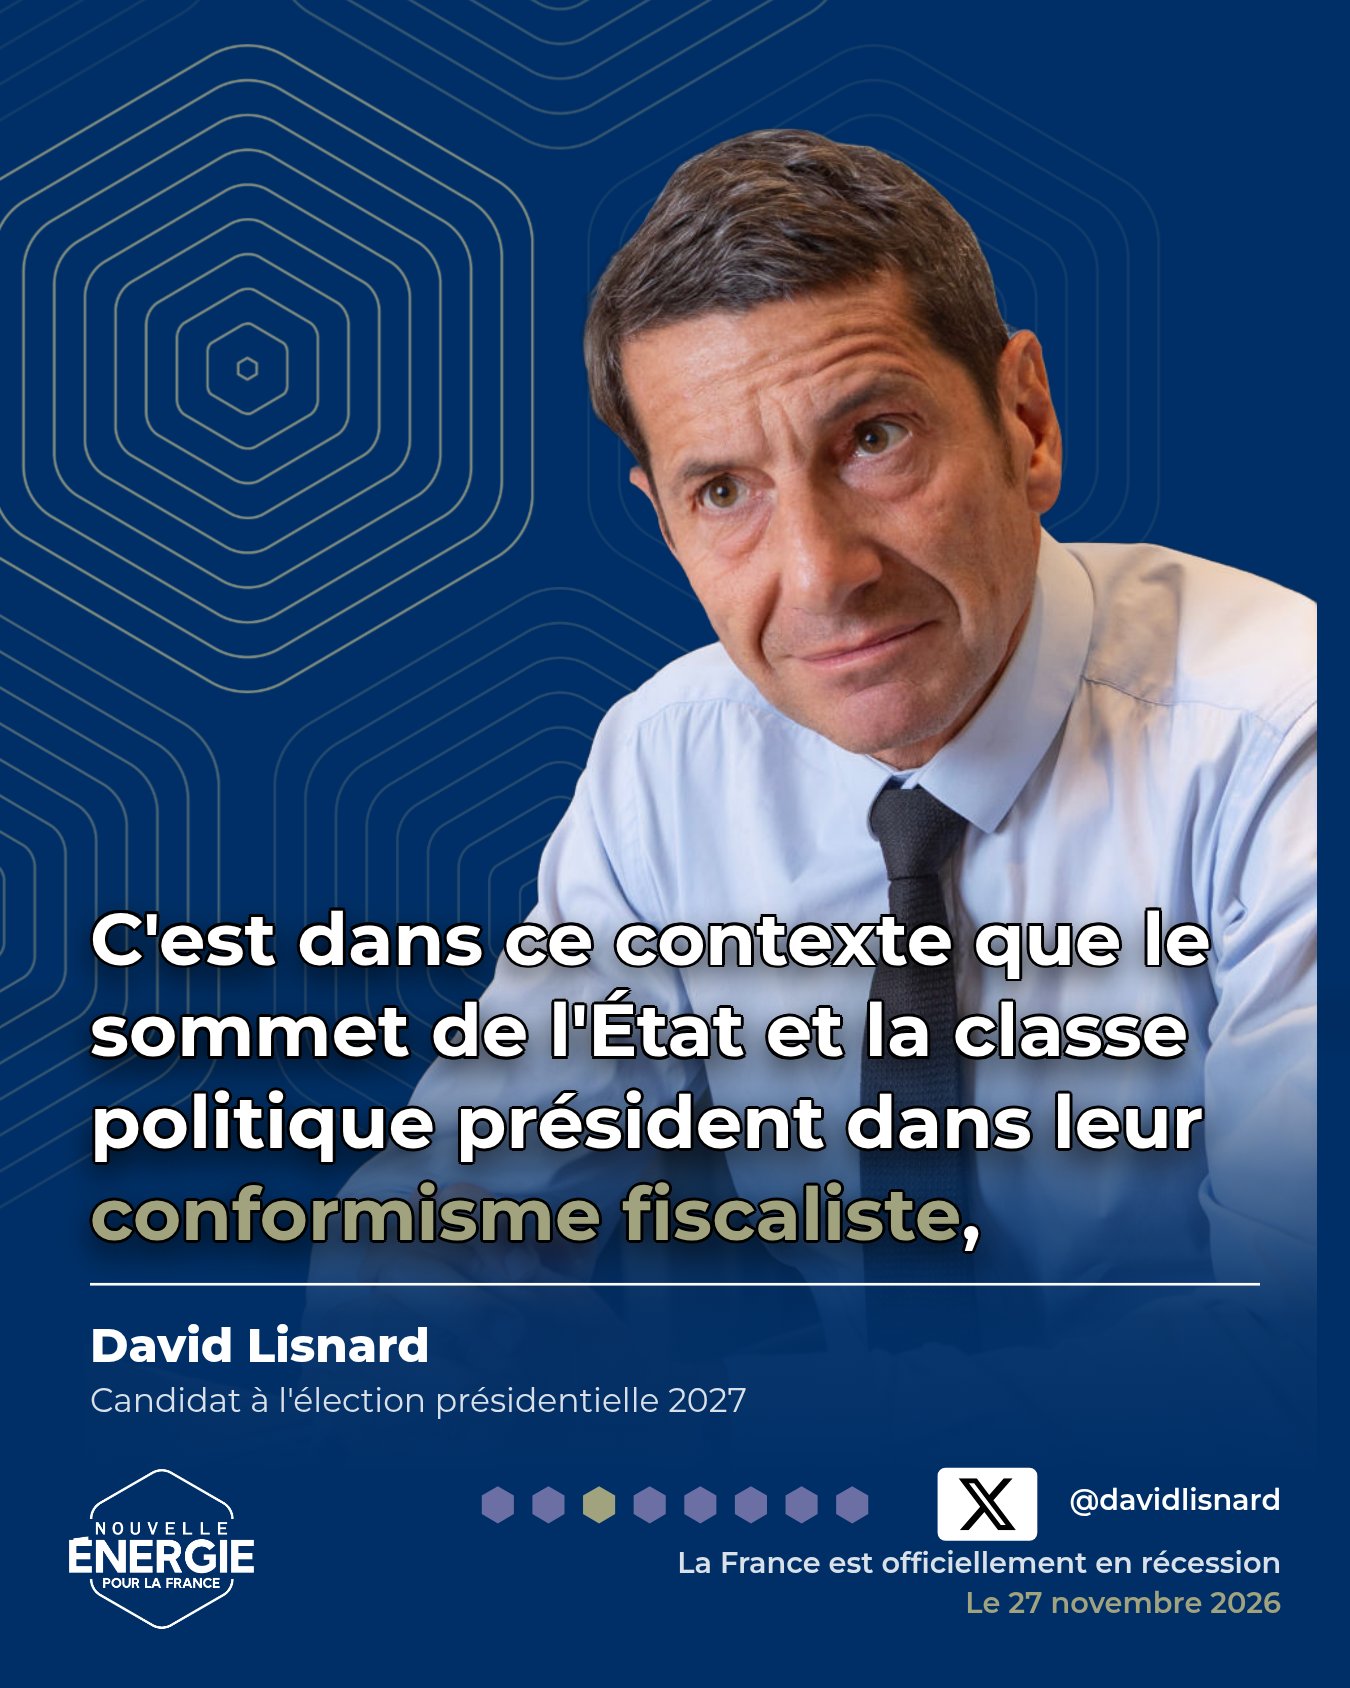 C'est dans ce contexte que le
sommet de l'État et la classe
politique président dans leur
conformisme fiscaliste,
David Lisnard
Candidat à l'élection présidentielle 2027
NOUVELLE
ÉNERGIE
POUR LA FRANCE
@davidlisnard
La France est officiellement en récession
Le 27 novembre 2026